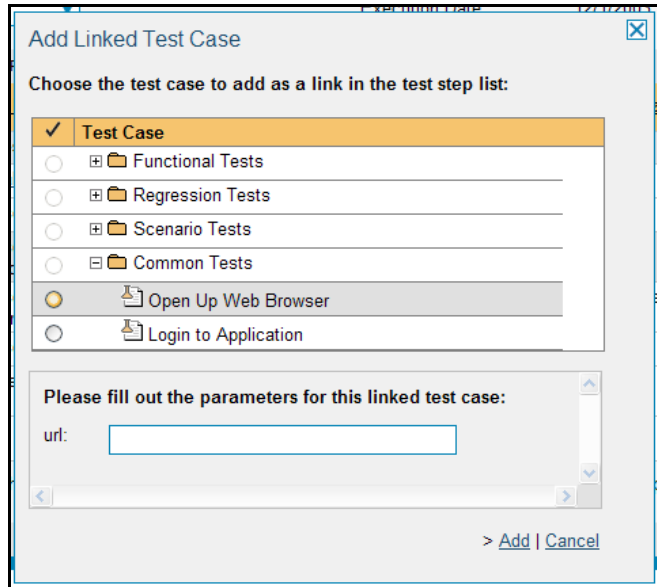 Execution Date
Add Linked Test Case
Choose the test case to add as a link in the test step list:
Test Case
Functional Tests
Regression Tests
Scenario Tests
Common Tests
Open Up Web Browser
Login to Application
Please fill out the parameters for this linked test case:
url:
> Add | Cancel